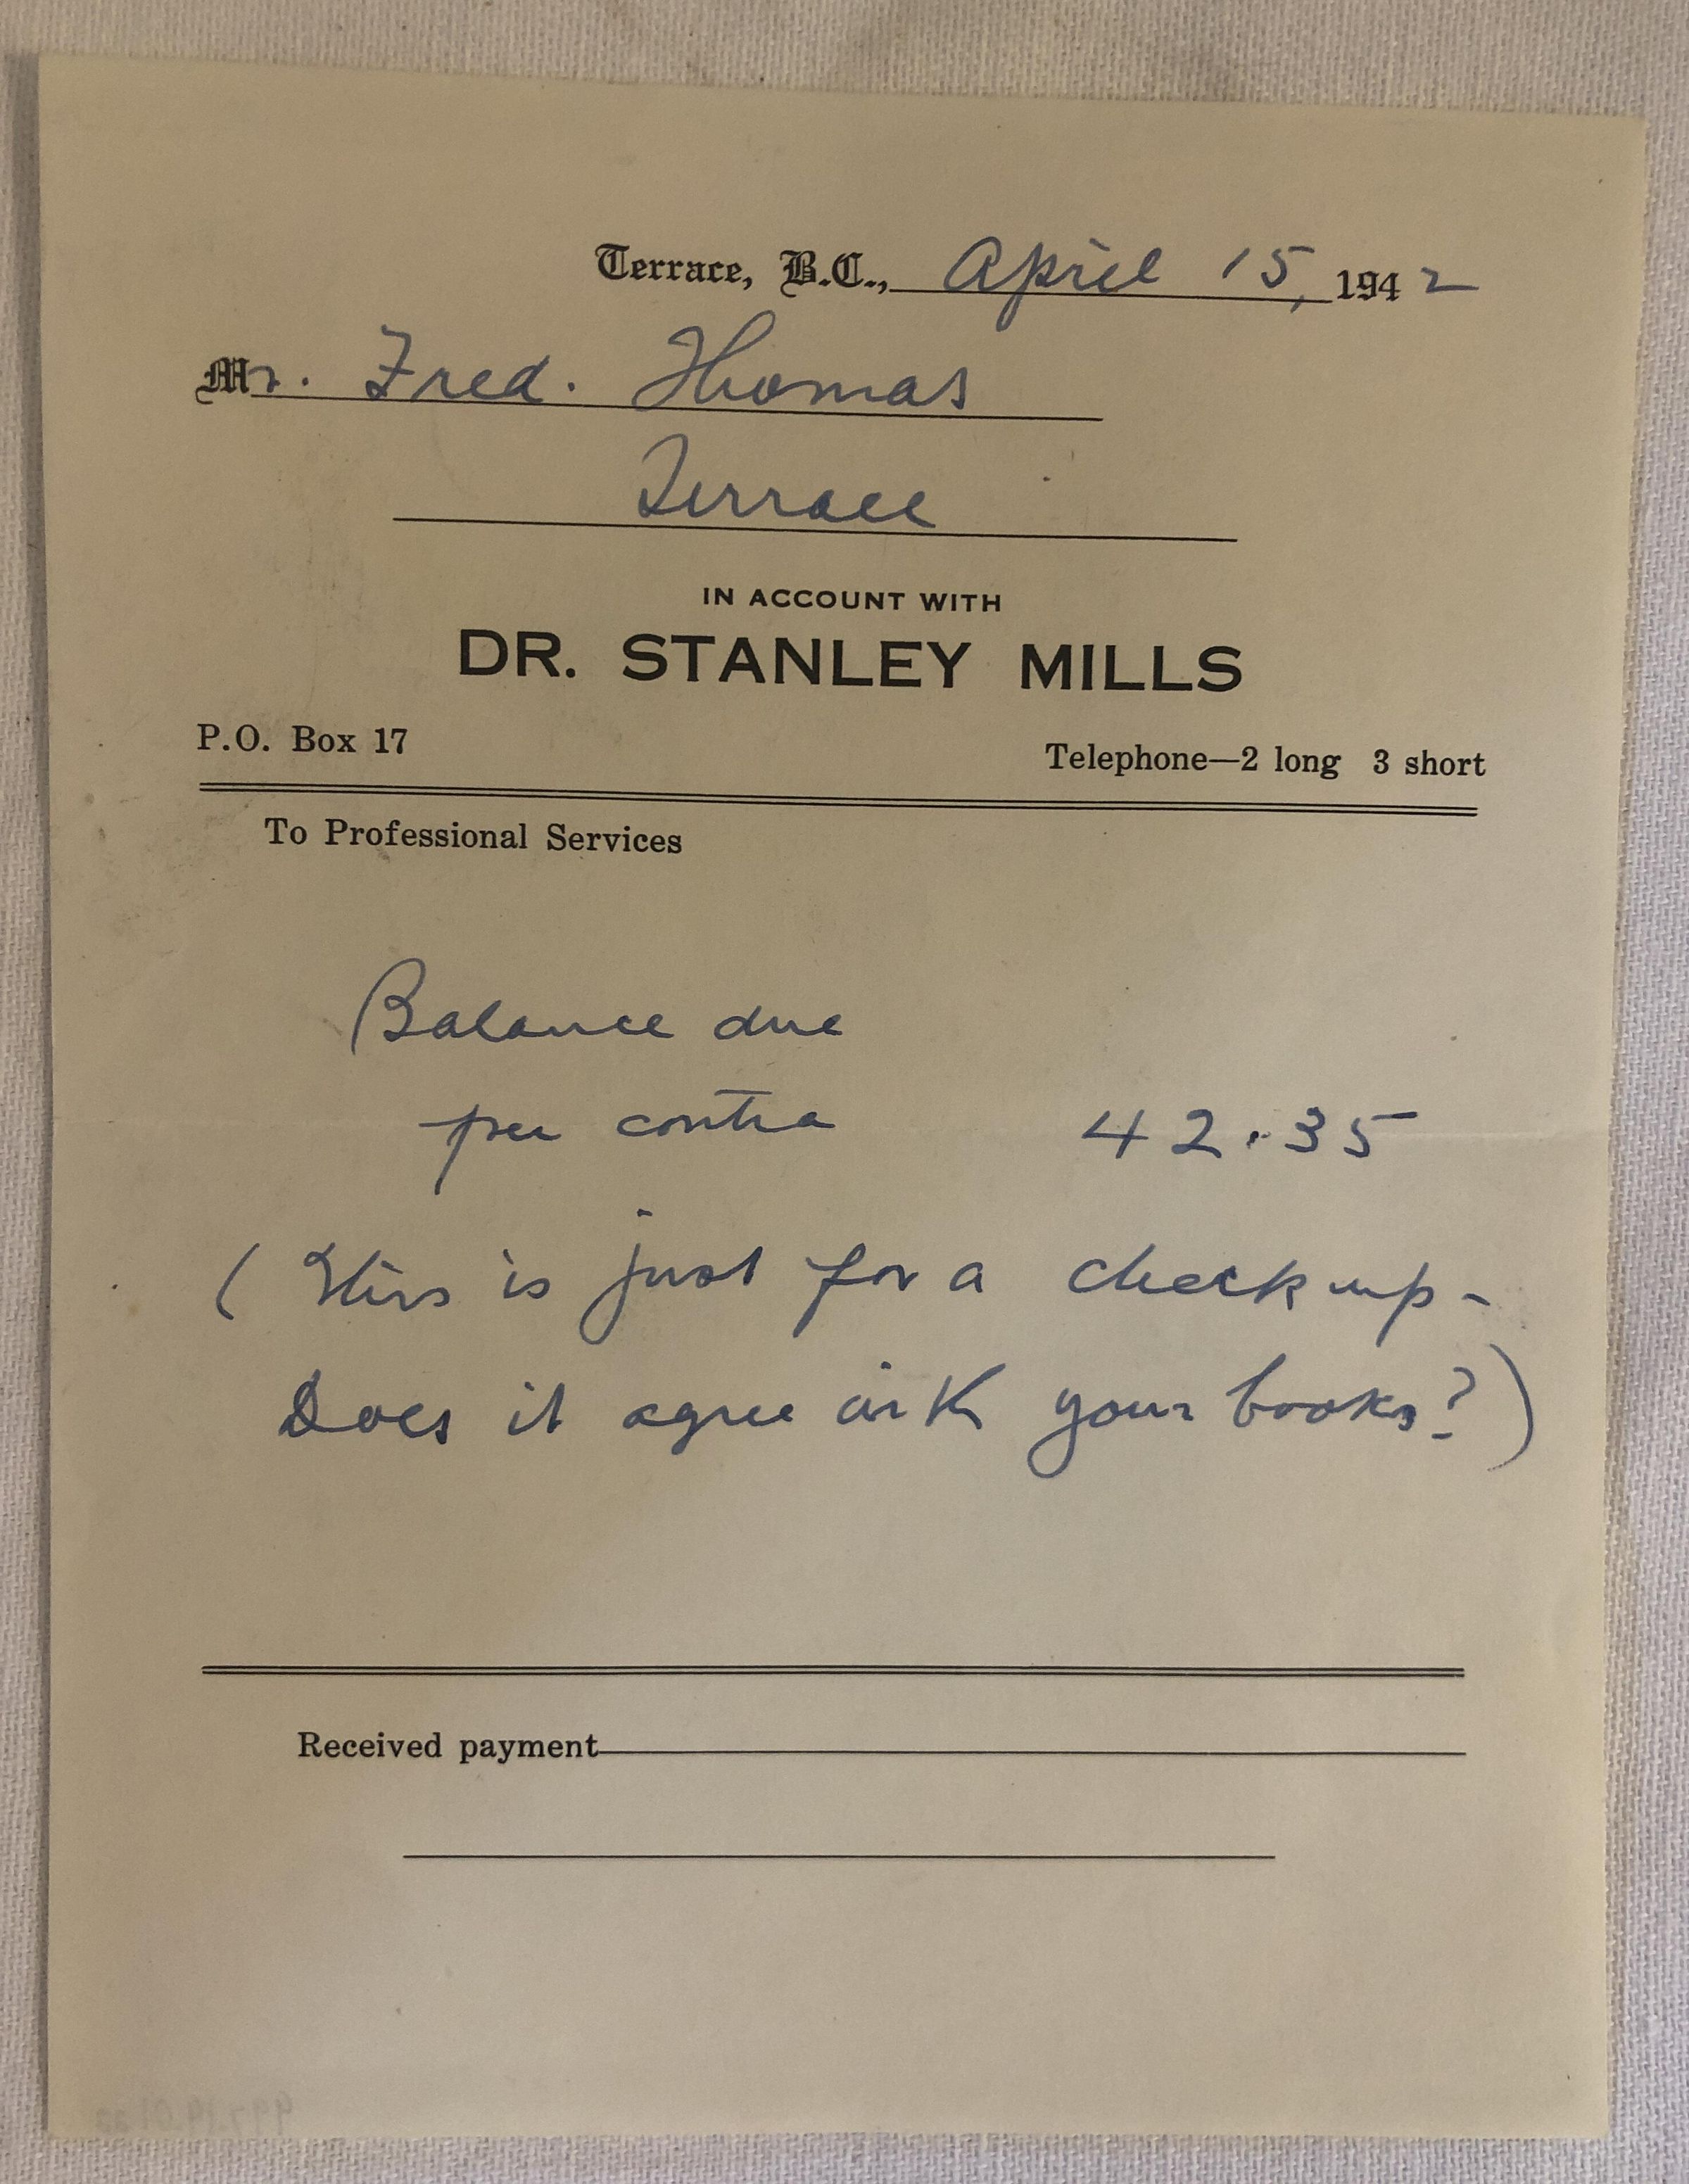 Terrace, B.C., April 15, 1942
Mr. Fred. Thomas
Terrace
IN ACCOUNT WITH
DR. STANLEY MILLS
P.O. Box 17 Telephone—2 long 3 short
To Professional Services
Balance due
per contra 42.35
(This is just for a check up -
Does it agree with your books?)
Received payment